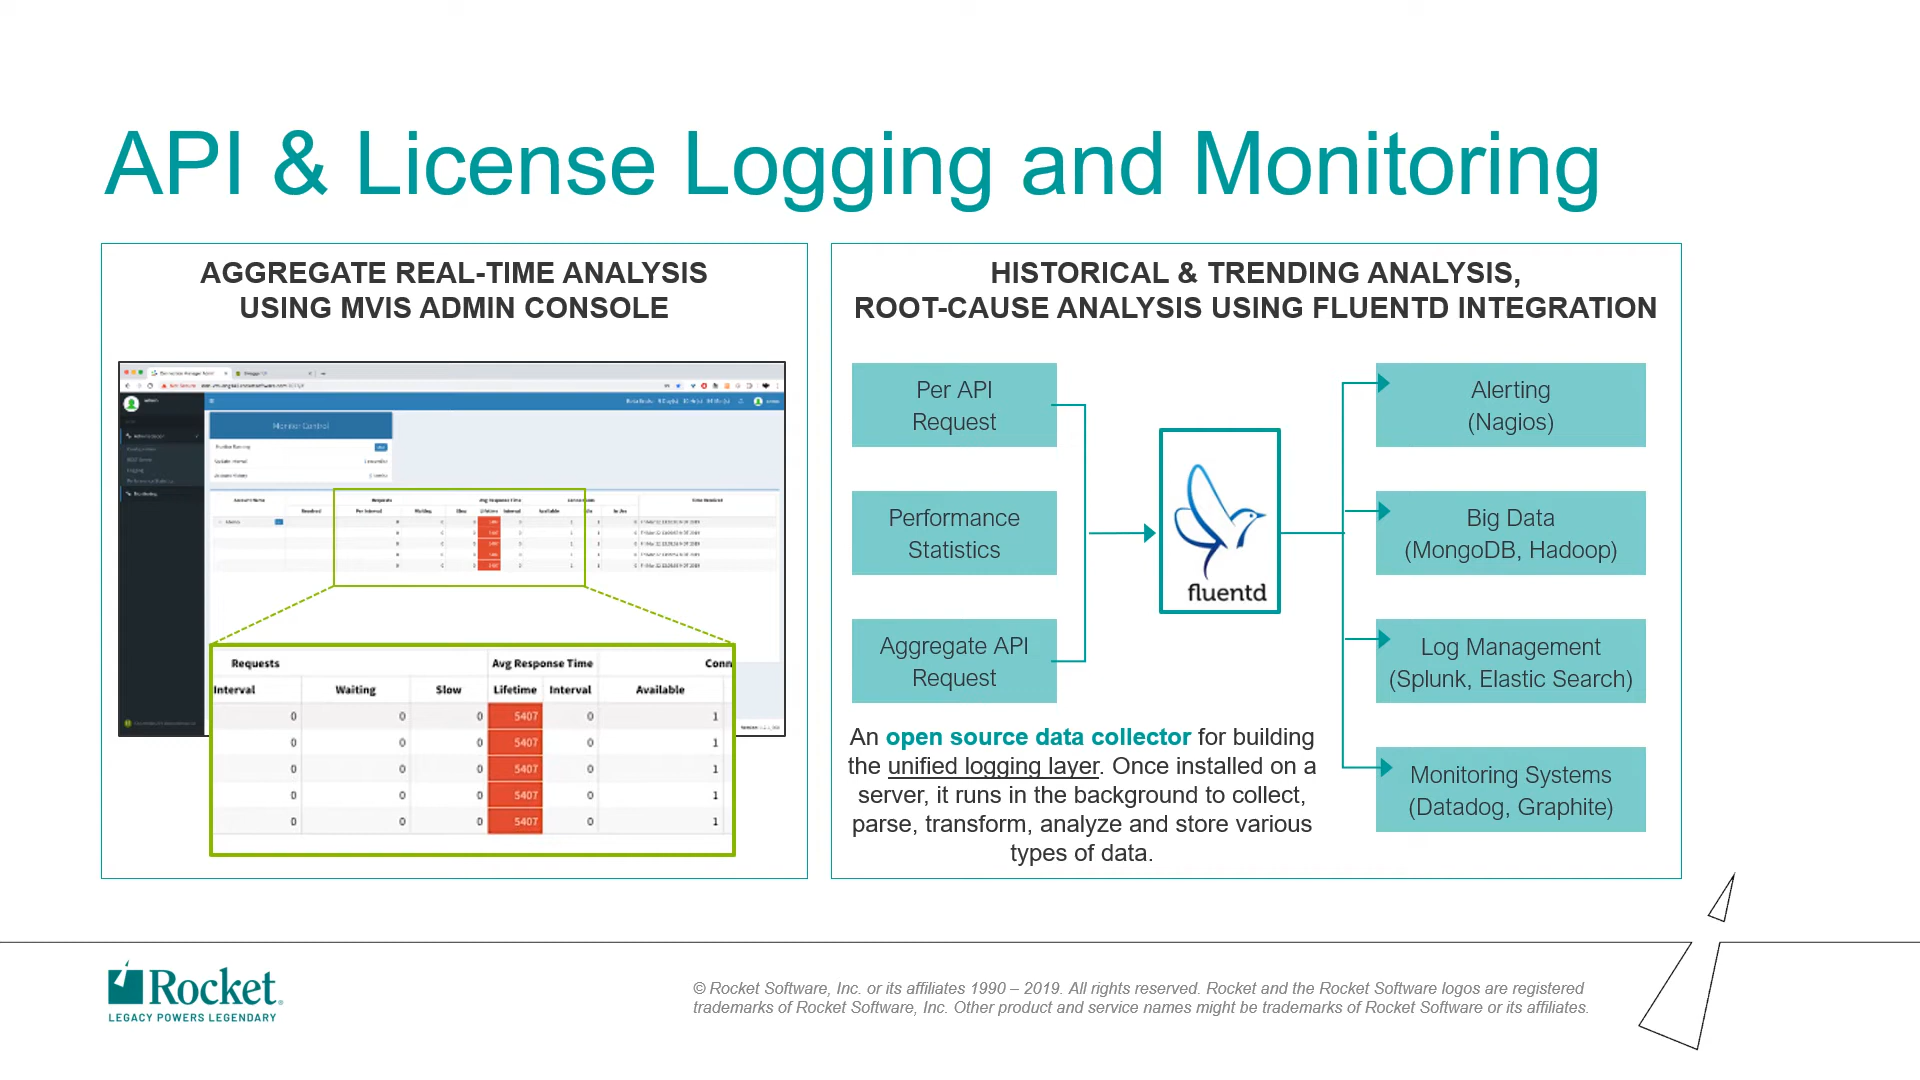 API & License Logging and Monitoring
AGGREGATE REAL-TIME ANALYSIS
USING MVIS ADMIN CONSOLE
Monitor Control
Requests
Avg Response Time
Conn
Interval
Waiting
Slow
Lifetime
Interval
Available
0 0 0 5407 0 1
0 0 0 5407 0 1
0 0 0 5407 0 1
0 0 0 5407 0 1
0 0 0 5407 0 1
HISTORICAL & TRENDING ANALYSIS,
ROOT-CAUSE ANALYSIS USING FLUENTD INTEGRATION
Per API
Request
Performance
Statistics
Aggregate API
Request
fluentd
Alerting
(Nagios)
Big Data
(MongoDB, Hadoop)
Log Management
(Splunk, Elastic Search)
Monitoring Systems
(Datadog, Graphite)
An open source data collector for building
the unified logging layer. Once installed on a
server, it runs in the background to collect,
parse, transform, analyze and store various
types of data.
Rocket®
LEGACY POWERS LEGENDARY
© Rocket Software, Inc. or its affiliates 1990 – 2019. All rights reserved. Rocket and the Rocket Software logos are registered
trademarks of Rocket Software, Inc. Other product and service names might be trademarks of Rocket Software or its affiliates.